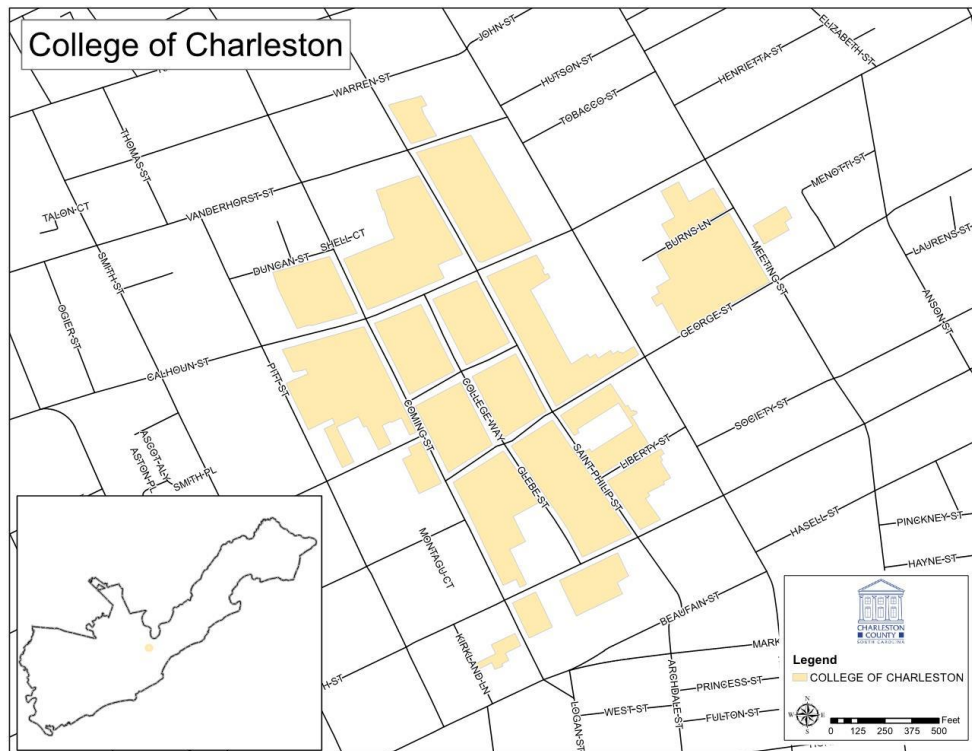 College of Charleston
JOHN-ST
ELIZABETH-ST
HUTSON-ST
HENRIETTA-ST
WARREN-ST
TOBACCO-ST
THOMAS-ST
MENOTTI-ST
VANDERHORST-ST
TALON-CT
SHELL-CT
BURNS-LN
LAURENS-ST
DUNCAN-ST
SMITH-ST
MEETING-ST
ANSON-ST
OGIER-ST
GEORGE-ST
CALHOUN-ST
PITT-ST
COLLEGE-WAY
COMING-ST
SOCIETY-ST
ASCOT-ALY
ASTON-PL
SMITH-PL
SAINT-PHILIP-ST
LIBERTY-ST
GLEBE-ST
HASELL-ST
PINCKNEY-ST
MONTAGU-CT
HAYNE-ST
BEAUFAIN-ST
KIRKLAND-LN
MARK
H-ST
ARCHDALE-ST
PRINCESS-ST
LOGAN-ST
WEST-ST
FULTON-ST
CHARLESTON
COUNTY
SOUTH CAROLINA
Legend
COLLEGE OF CHARLESTON
N
W E
S
Feet
0 125 250 375 500